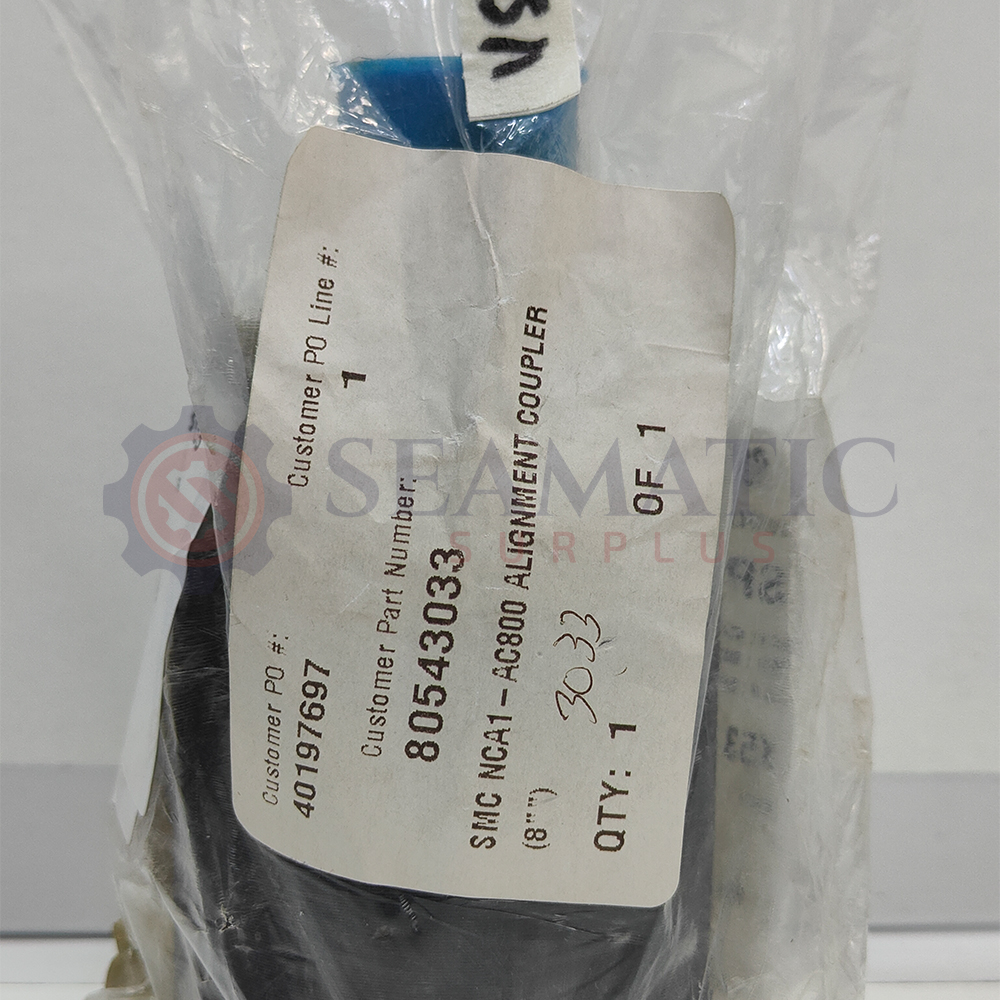 Customer PO #:
40197697
Customer PO Line #:
1
Customer Part Number:
80543033
SMC NCA1-AC800 ALIGNMENT COUPLER
(8"")
3033
QTY: 1
OF 1
SEAMATIC
SURPLUS